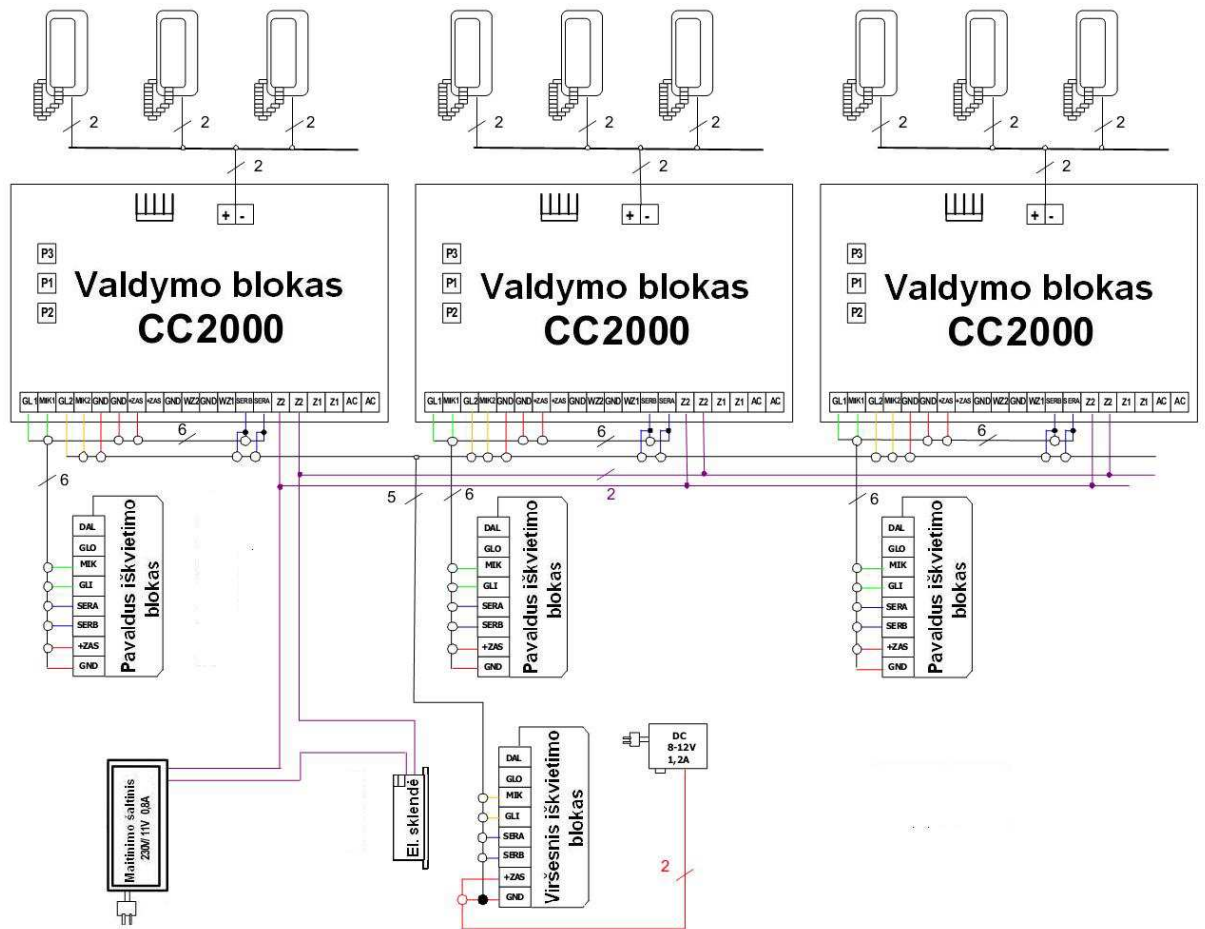 2 2 2 2 2 2 2 2 2
2 2 2
+ - + - + -
P3 P3 P3
P1 P1 P1
P2 P2 P2
Valdymo blokas Valdymo blokas Valdymo blokas
CC2000 CC2000 CC2000
GL1 MIK1 GL2 MIK2 GND GND +ZAS +ZAS GND WZ2 GND WZ1 SERB SERA Z2 Z2 Z1 Z1 AC AC
GL1 MIK1 GL2 MIK2 GND GND +ZAS +ZAS GND WZ2 GND WZ1 SERB SERA Z2 Z2 Z1 Z1 AC AC
GL1 MIK1 GL2 MIK2 GND GND +ZAS +ZAS GND WZ2 GND WZ1 SERB SERA Z2 Z2 Z1 Z1 AC AC
6 6 6
6 5 6 2 6
DAL
GLO
MIK
GLI
SERA
SERB
+ZAS
GND
Pavaldus iškvietimo
blokas
DAL
GLO
MIK
GLI
SERA
SERB
+ZAS
GND
Pavaldus iškvietimo
blokas
DAL
GLO
MIK
GLI
SERA
SERB
+ZAS
GND
Pavaldus iškvietimo
blokas
Maitinimo šaltinis
230V/ 11V 0,8A
El. sklendė
DAL
GLO
MIK
GLI
SERA
SERB
+ZAS
GND
Viršesnis iškvietimo
blokas
DC
8-12V
1,2A
2